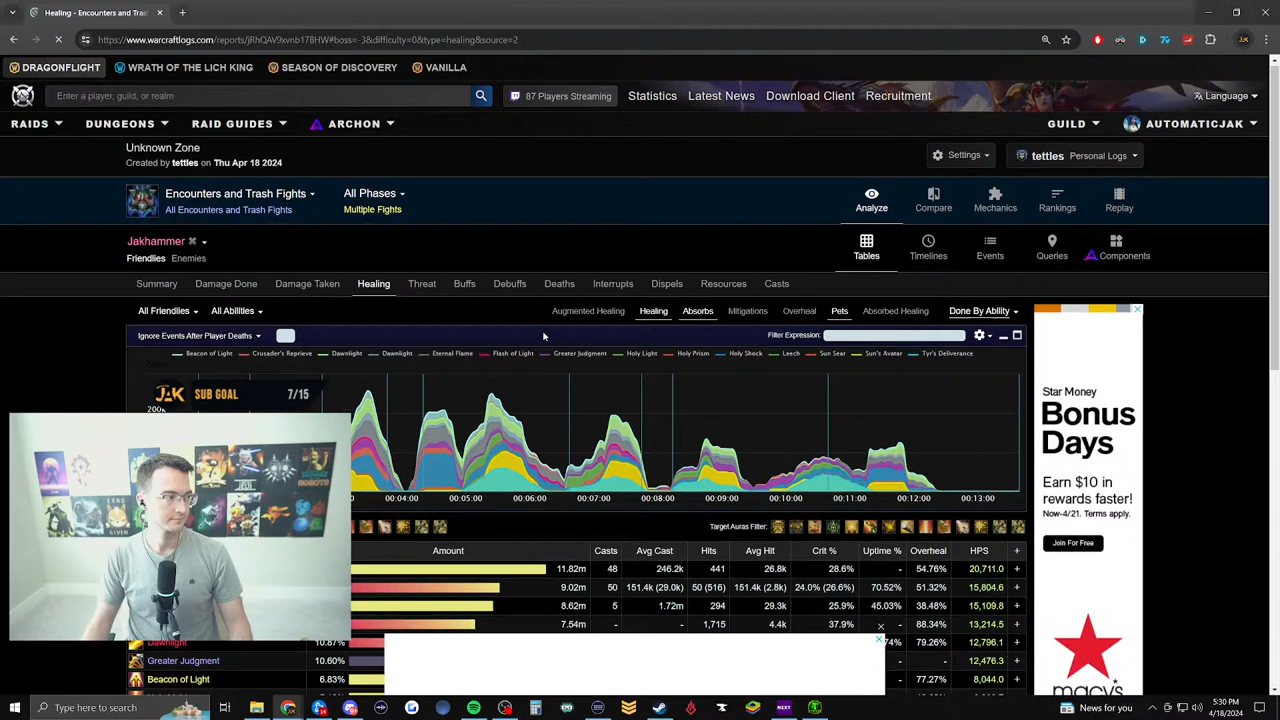 Healing - Encounters and Tras
https://www.warcraftlogs.com/reports/jRhQAV9xvnb17BHW#boss=-3&difficulty=0&type=healing&source=2
DRAGONFLIGHT WRATH OF THE LICH KING SEASON OF DISCOVERY VANILLA
Enter a player, guild, or realm 87 Players Streaming Statistics Latest News Download Client Recruitment Language
RAIDS DUNGEONS RAID GUIDES ARCHON GUILD AUTOMATICJAK
Unknown Zone
Created by tettles on Thu Apr 18 2024 Settings tettles Personal Logs
Encounters and Trash Fights All Phases
All Encounters and Trash Fights Multiple Fights
Analyze Compare Mechanics Rankings Replay
Jakhammer
Friendlies Enemies
Tables Timelines Events Queries Components
Summary Damage Done Damage Taken Healing Threat Buffs Debuffs Deaths Interrupts Dispels Resources Casts
All Friendlies All Abilities Augmented Healing Healing Absorbs Mitigations Overheal Pets Absorbed Healing Done By Ability
Ignore Events After Player Deaths Filter Expression:
Beacon of Light Crusader's Reprieve Dawnlight Dawnlight Eternal Flame Flash of Light Greater Judgment Holy Light Holy Prism Holy Shock Leech Sun Sear Sun's Avatar Tyr's Deliverance
JAK SUB GOAL 7/15
200k
00:04:00 00:05:00 00:06:00 00:07:00 00:08:00 00:09:00 00:10:00 00:11:00 00:12:00 00:13:00
Target Auras Filter:
Amount Casts Avg Cast Hits Avg Hit Crit % Uptime % Overheal HPS +
11.82m 48 246.2k 441 26.8k 28.6% - 54.76% 20,711.0 +
9.02m 50 151.4k (29.0k) 50 (516) 151.4k (2.8k) 24.0% (26.6%) 70.52% 51.32% 15,804.6 +
8.62m 5 1.72m 294 29.3k 25.9% 45.03% 38.48% 15,109.8 +
7.54m - - 1,715 4.4k 37.9% - 88.34% 13,214.5 +
Dawnlight 10.87% 74% 79.26% 12,796.1 +
Greater Judgment 10.60% - 12,476.3 +
Beacon of Light 6.83% - 77.27% 8,044.0 +
Star Money
Bonus
Days
Earn $10 in
rewards faster!
Now-4/21. Terms apply.
Join For Free
macy's
Type here to search
News for you
5:30 PM
4/18/2024